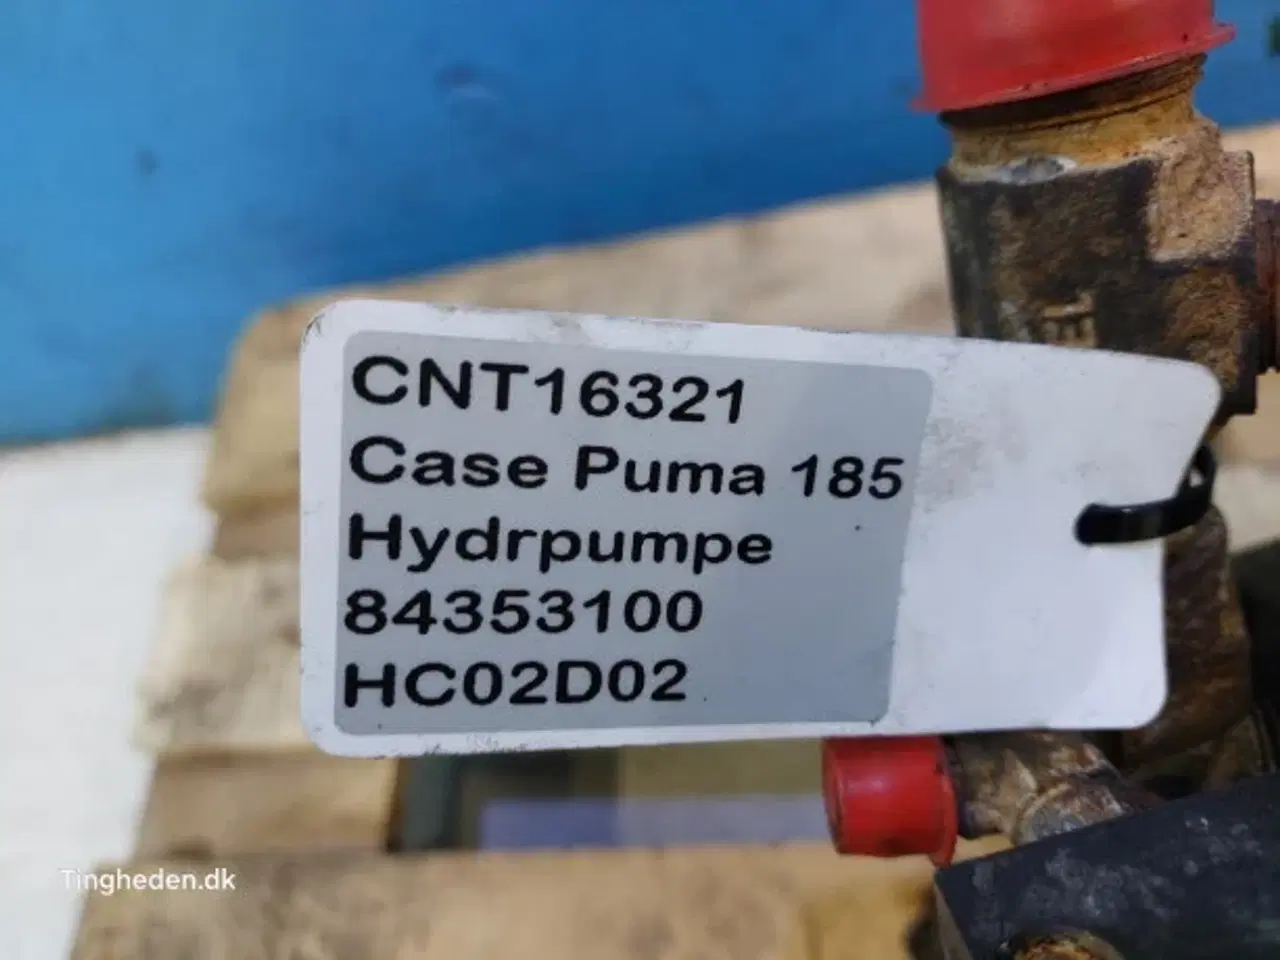 CNT16321
Case Puma 185
Hydrpumpe
84353100
HC02D02
Tingheden.dk